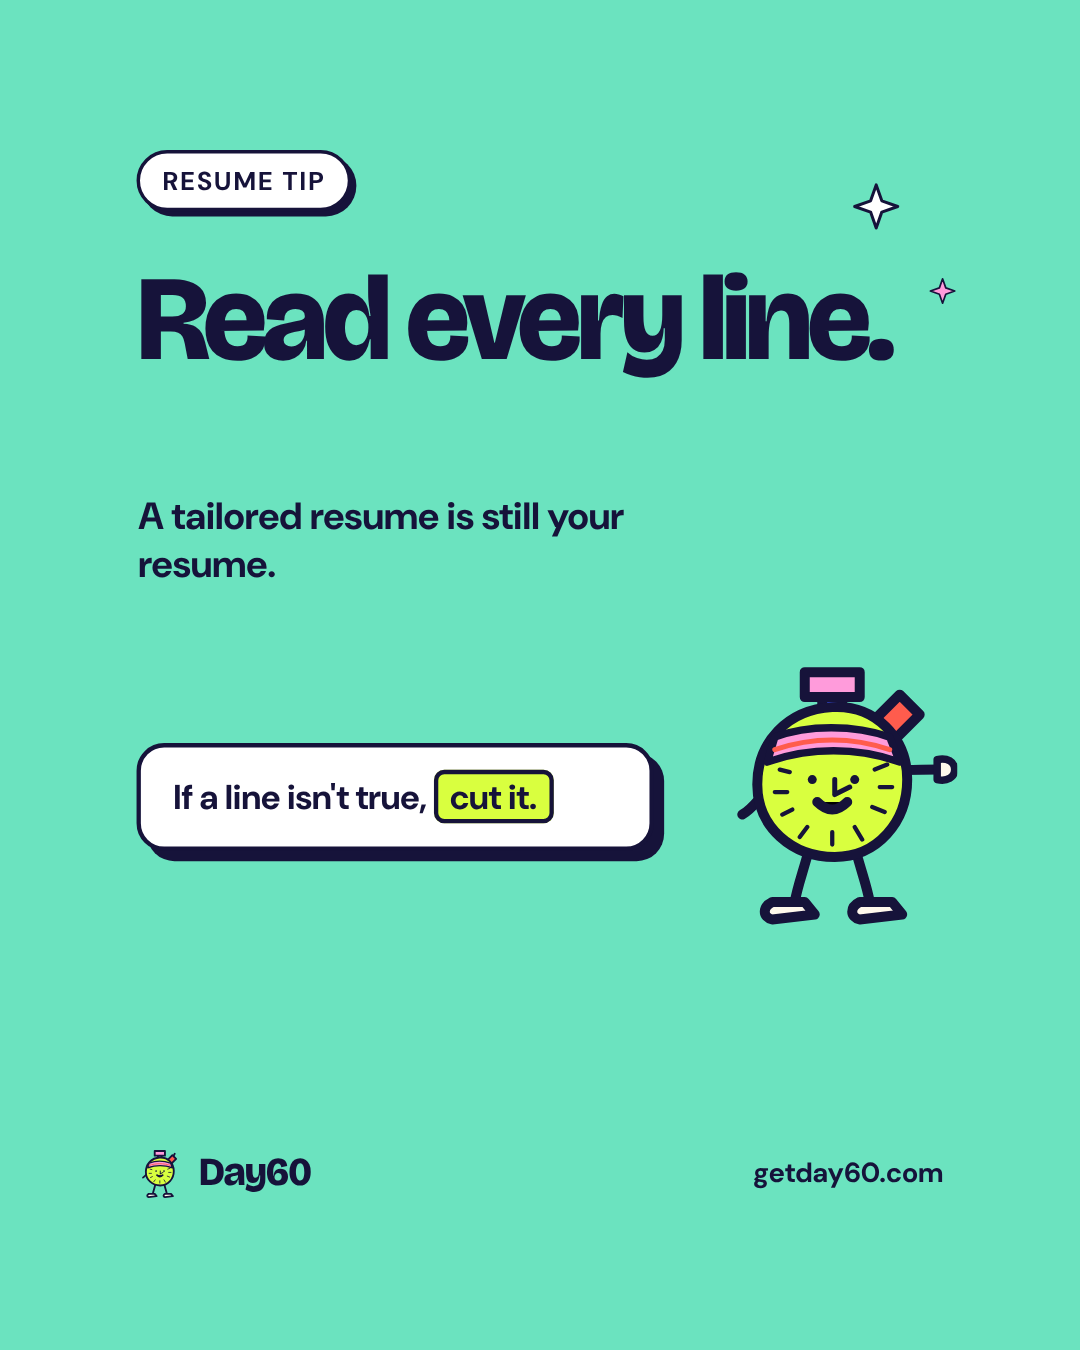 RESUME TIP
Read every line.
A tailored resume is still your
resume.
If a line isn't true, cut it.
Day60
getday60.com